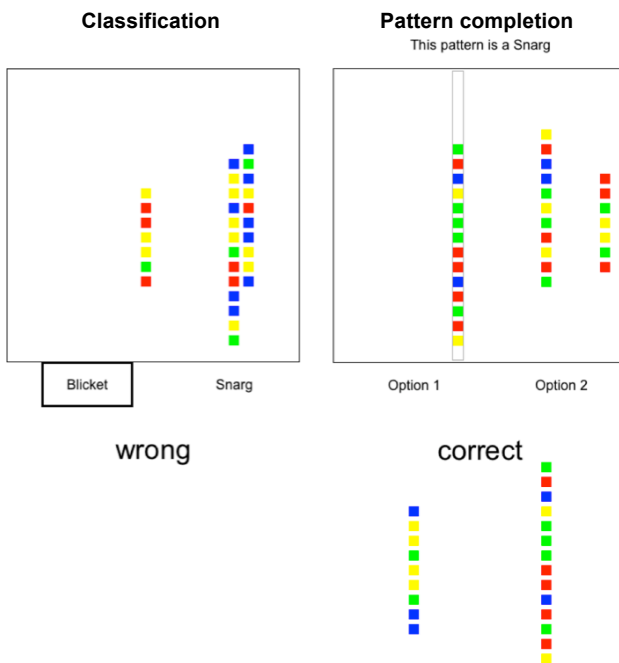 Classification
Pattern completion
This pattern is a Snarg
Blicket
Snarg
Option 1
Option 2
wrong
correct